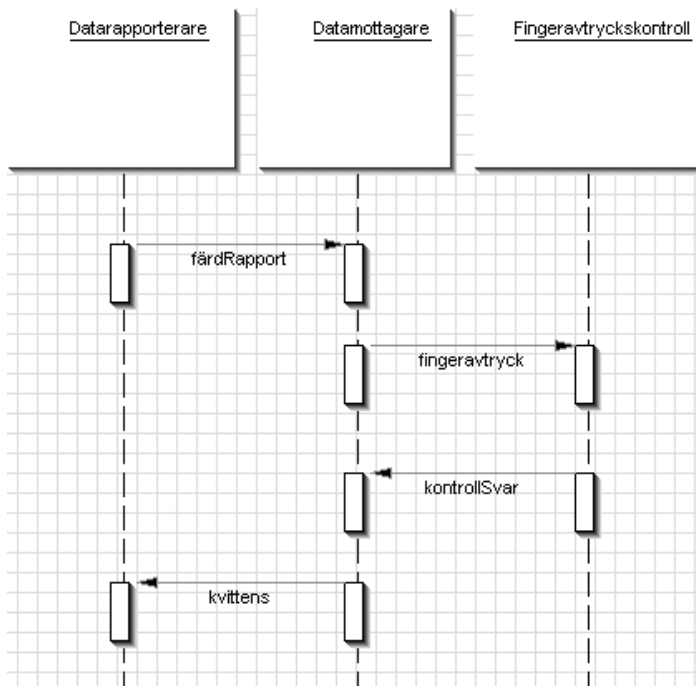 Datarapporterare
Datamottagare
Fingeravtryckskontroll
färdRapport
fingeravtryck
kontrollSvar
kvittens